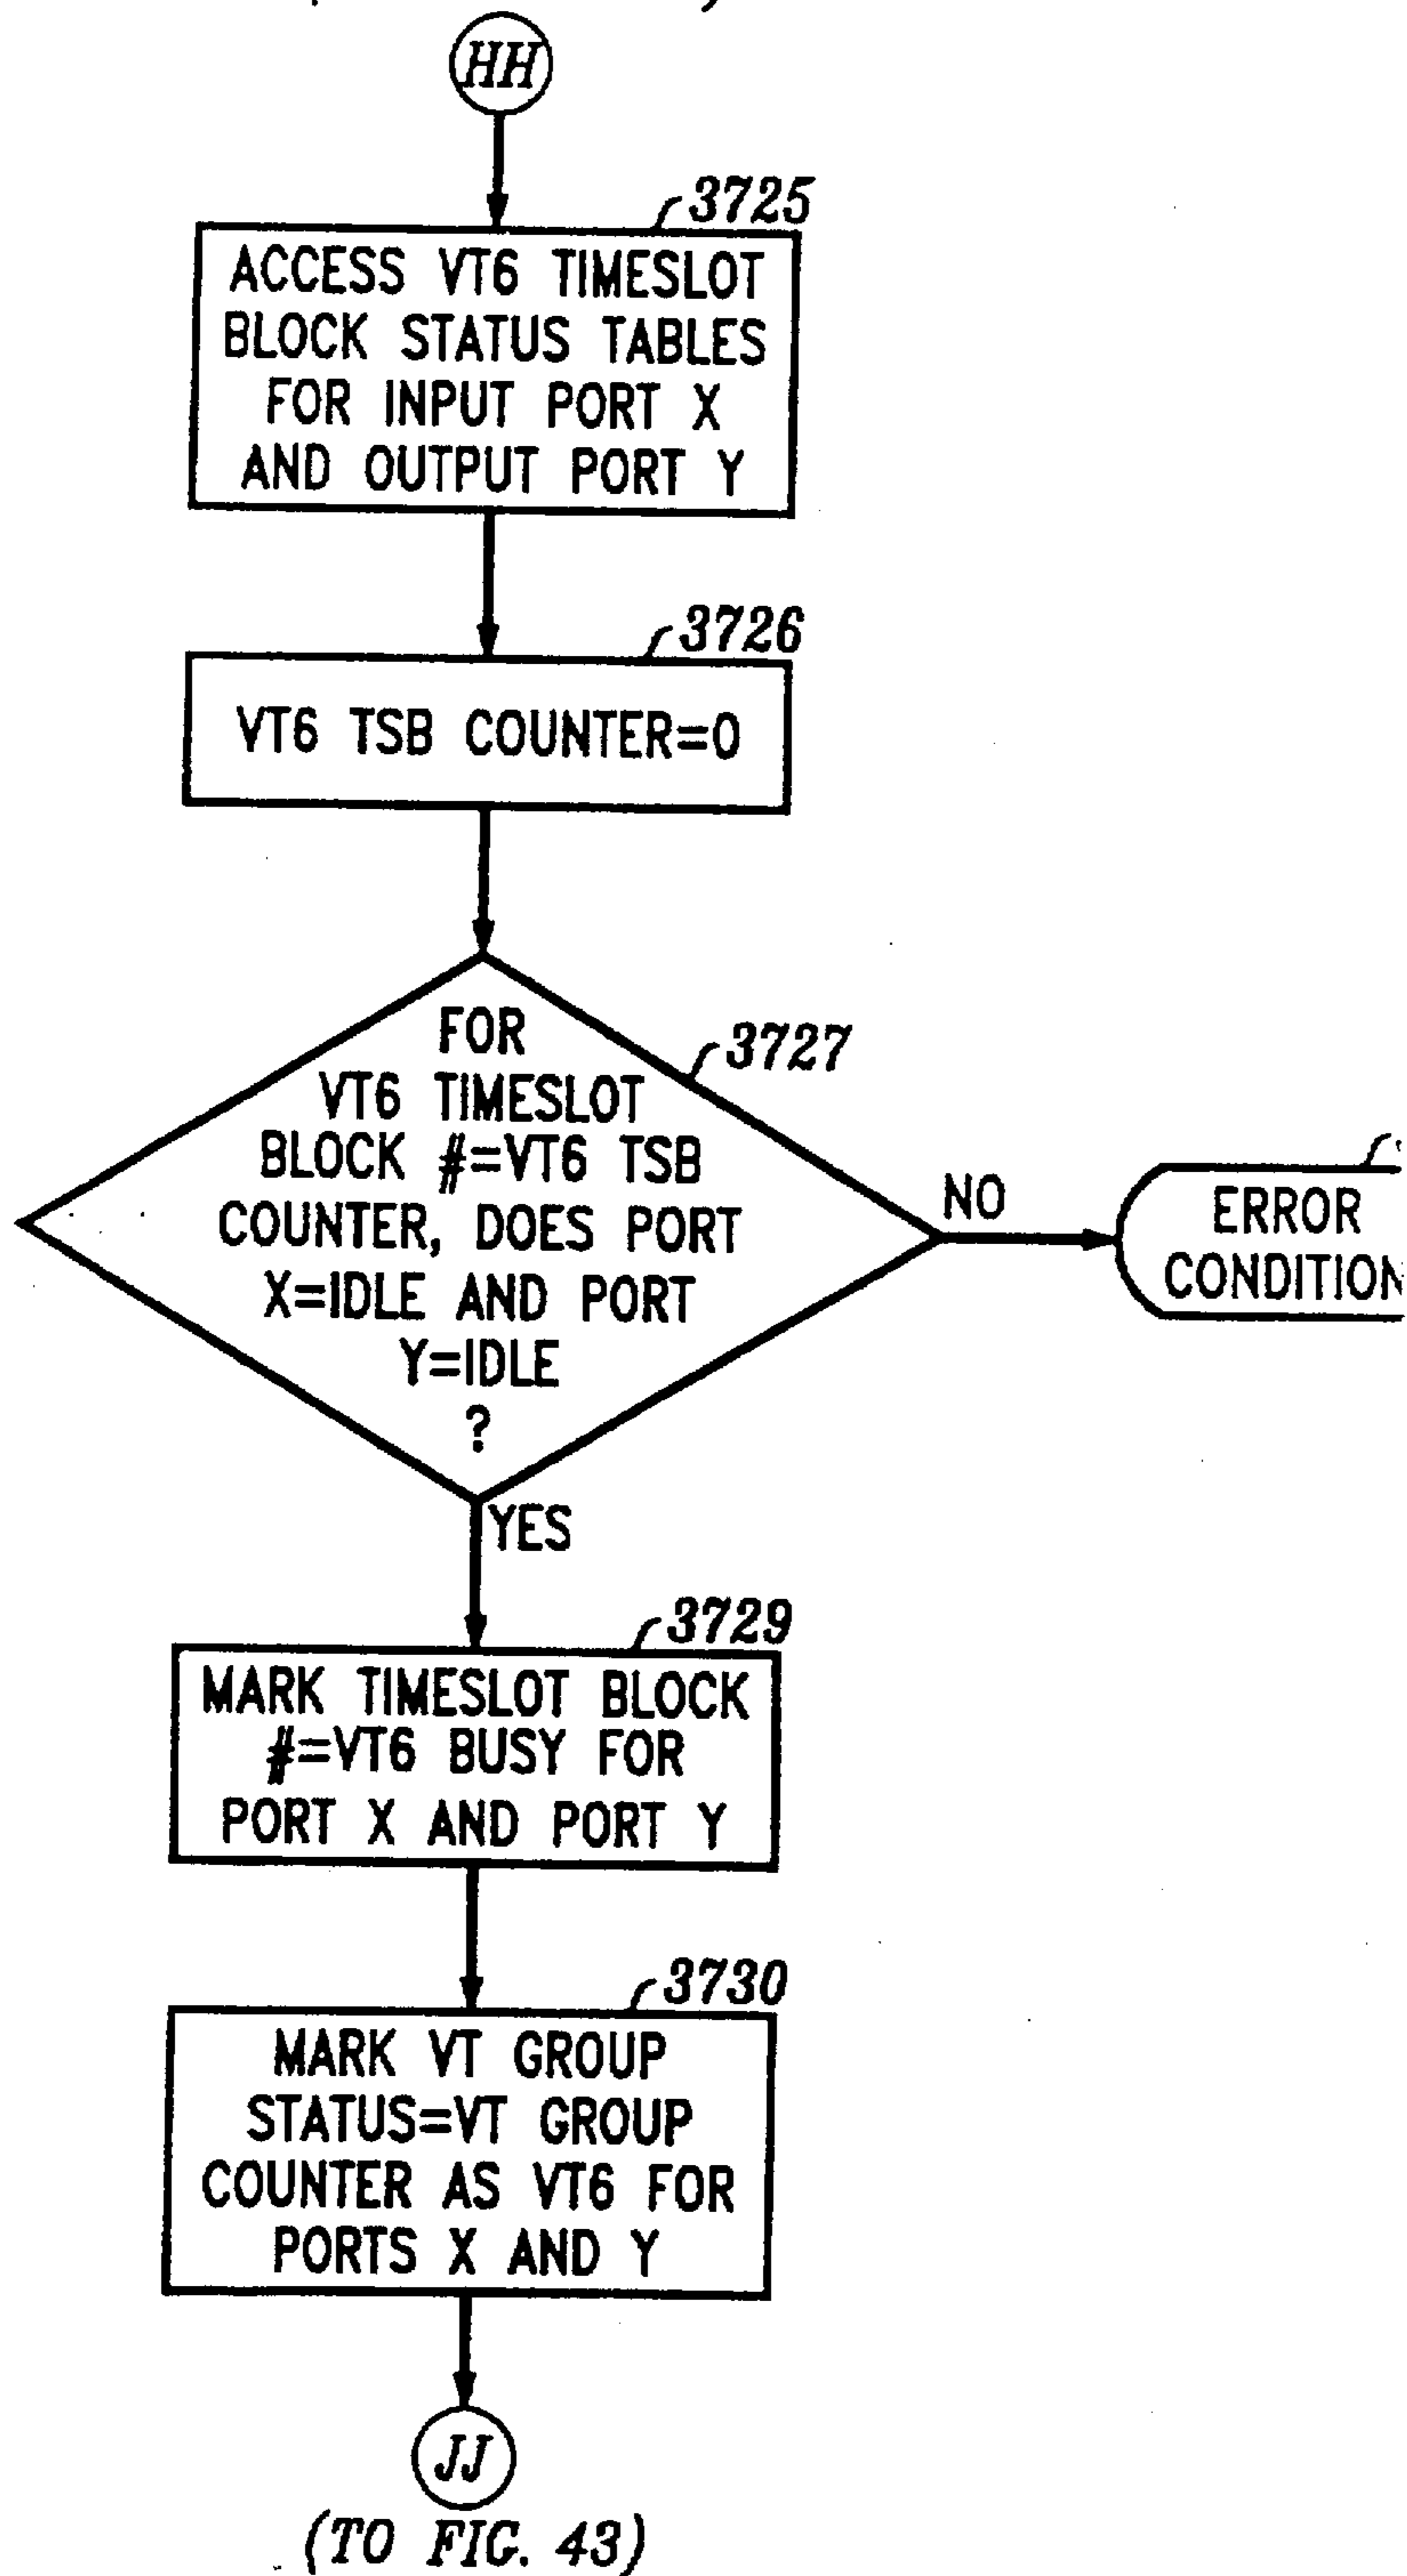 HH
3725
ACCESS VT6 TIMESLOT
BLOCK STATUS TABLES
FOR INPUT PORT X
AND OUTPUT PORT Y
3726
VT6 TSB COUNTER=0
FOR
3727
VT6 TIMESLOT
BLOCK #=VT6 TSB
COUNTER, DOES PORT
X=IDLE AND PORT
Y=IDLE
?
NO
ERROR
CONDITION
YES
3729
MARK TIMESLOT BLOCK
#=VT6 BUSY FOR
PORT X AND PORT Y
3730
MARK VT GROUP
STATUS=VT GROUP
COUNTER AS VT6 FOR
PORTS X AND Y
JJ
(TO FIG. 43)